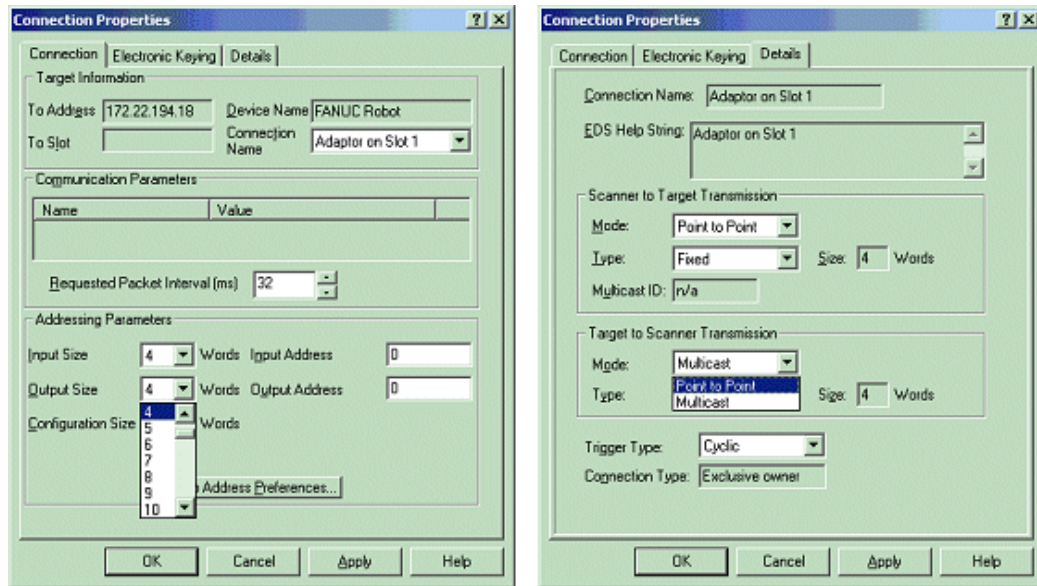 Connection Properties
Connection Electronic Keying Details
Target Information
To Address 172.22.194.18 Device Name FANUC Robot
To Slot Connection Name Adaptor on Slot 1
Communication Parameters
Name Value
Requested Packet Interval (ms) 32
Addressing Parameters
Input Size 4 Words Input Address 0
Output Size 4 Words Output Address 0
4
Configuration Size Words
5
6
7
8
9
10
Address Preferences...
OK Cancel Apply Help
Connection Properties
Connection Electronic Keying Details
Connection Name: Adaptor on Slot 1
EDS Help String: Adaptor on Slot 1
Scanner to Target Transmission
Mode: Point to Point
Type: Fixed Size: 4 Words
Multicast ID: n/a
Target to Scanner Transmission
Mode: Multicast
Point to Point
Type: Multicast Size: 4 Words
Trigger Type: Cyclic
Connection Type: Exclusive owner
OK Cancel Apply Help